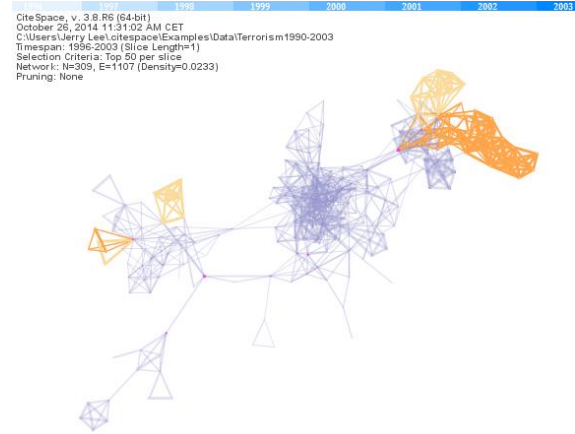 1996 1997 1998 1999 2000 2001 2002 2003
CiteSpace, v. 3.8.R6 (64-bit)
October 26, 2014 11:31:02 AM CET
C:\Users\Jerry Lee\.citespace\Examples\Data\Terrorism1990-2003
Timespan: 1996-2003 (Slice Length=1)
Selection Criteria: Top 50 per slice
Network: N=309, E=1107 (Density=0.0233)
Pruning: None